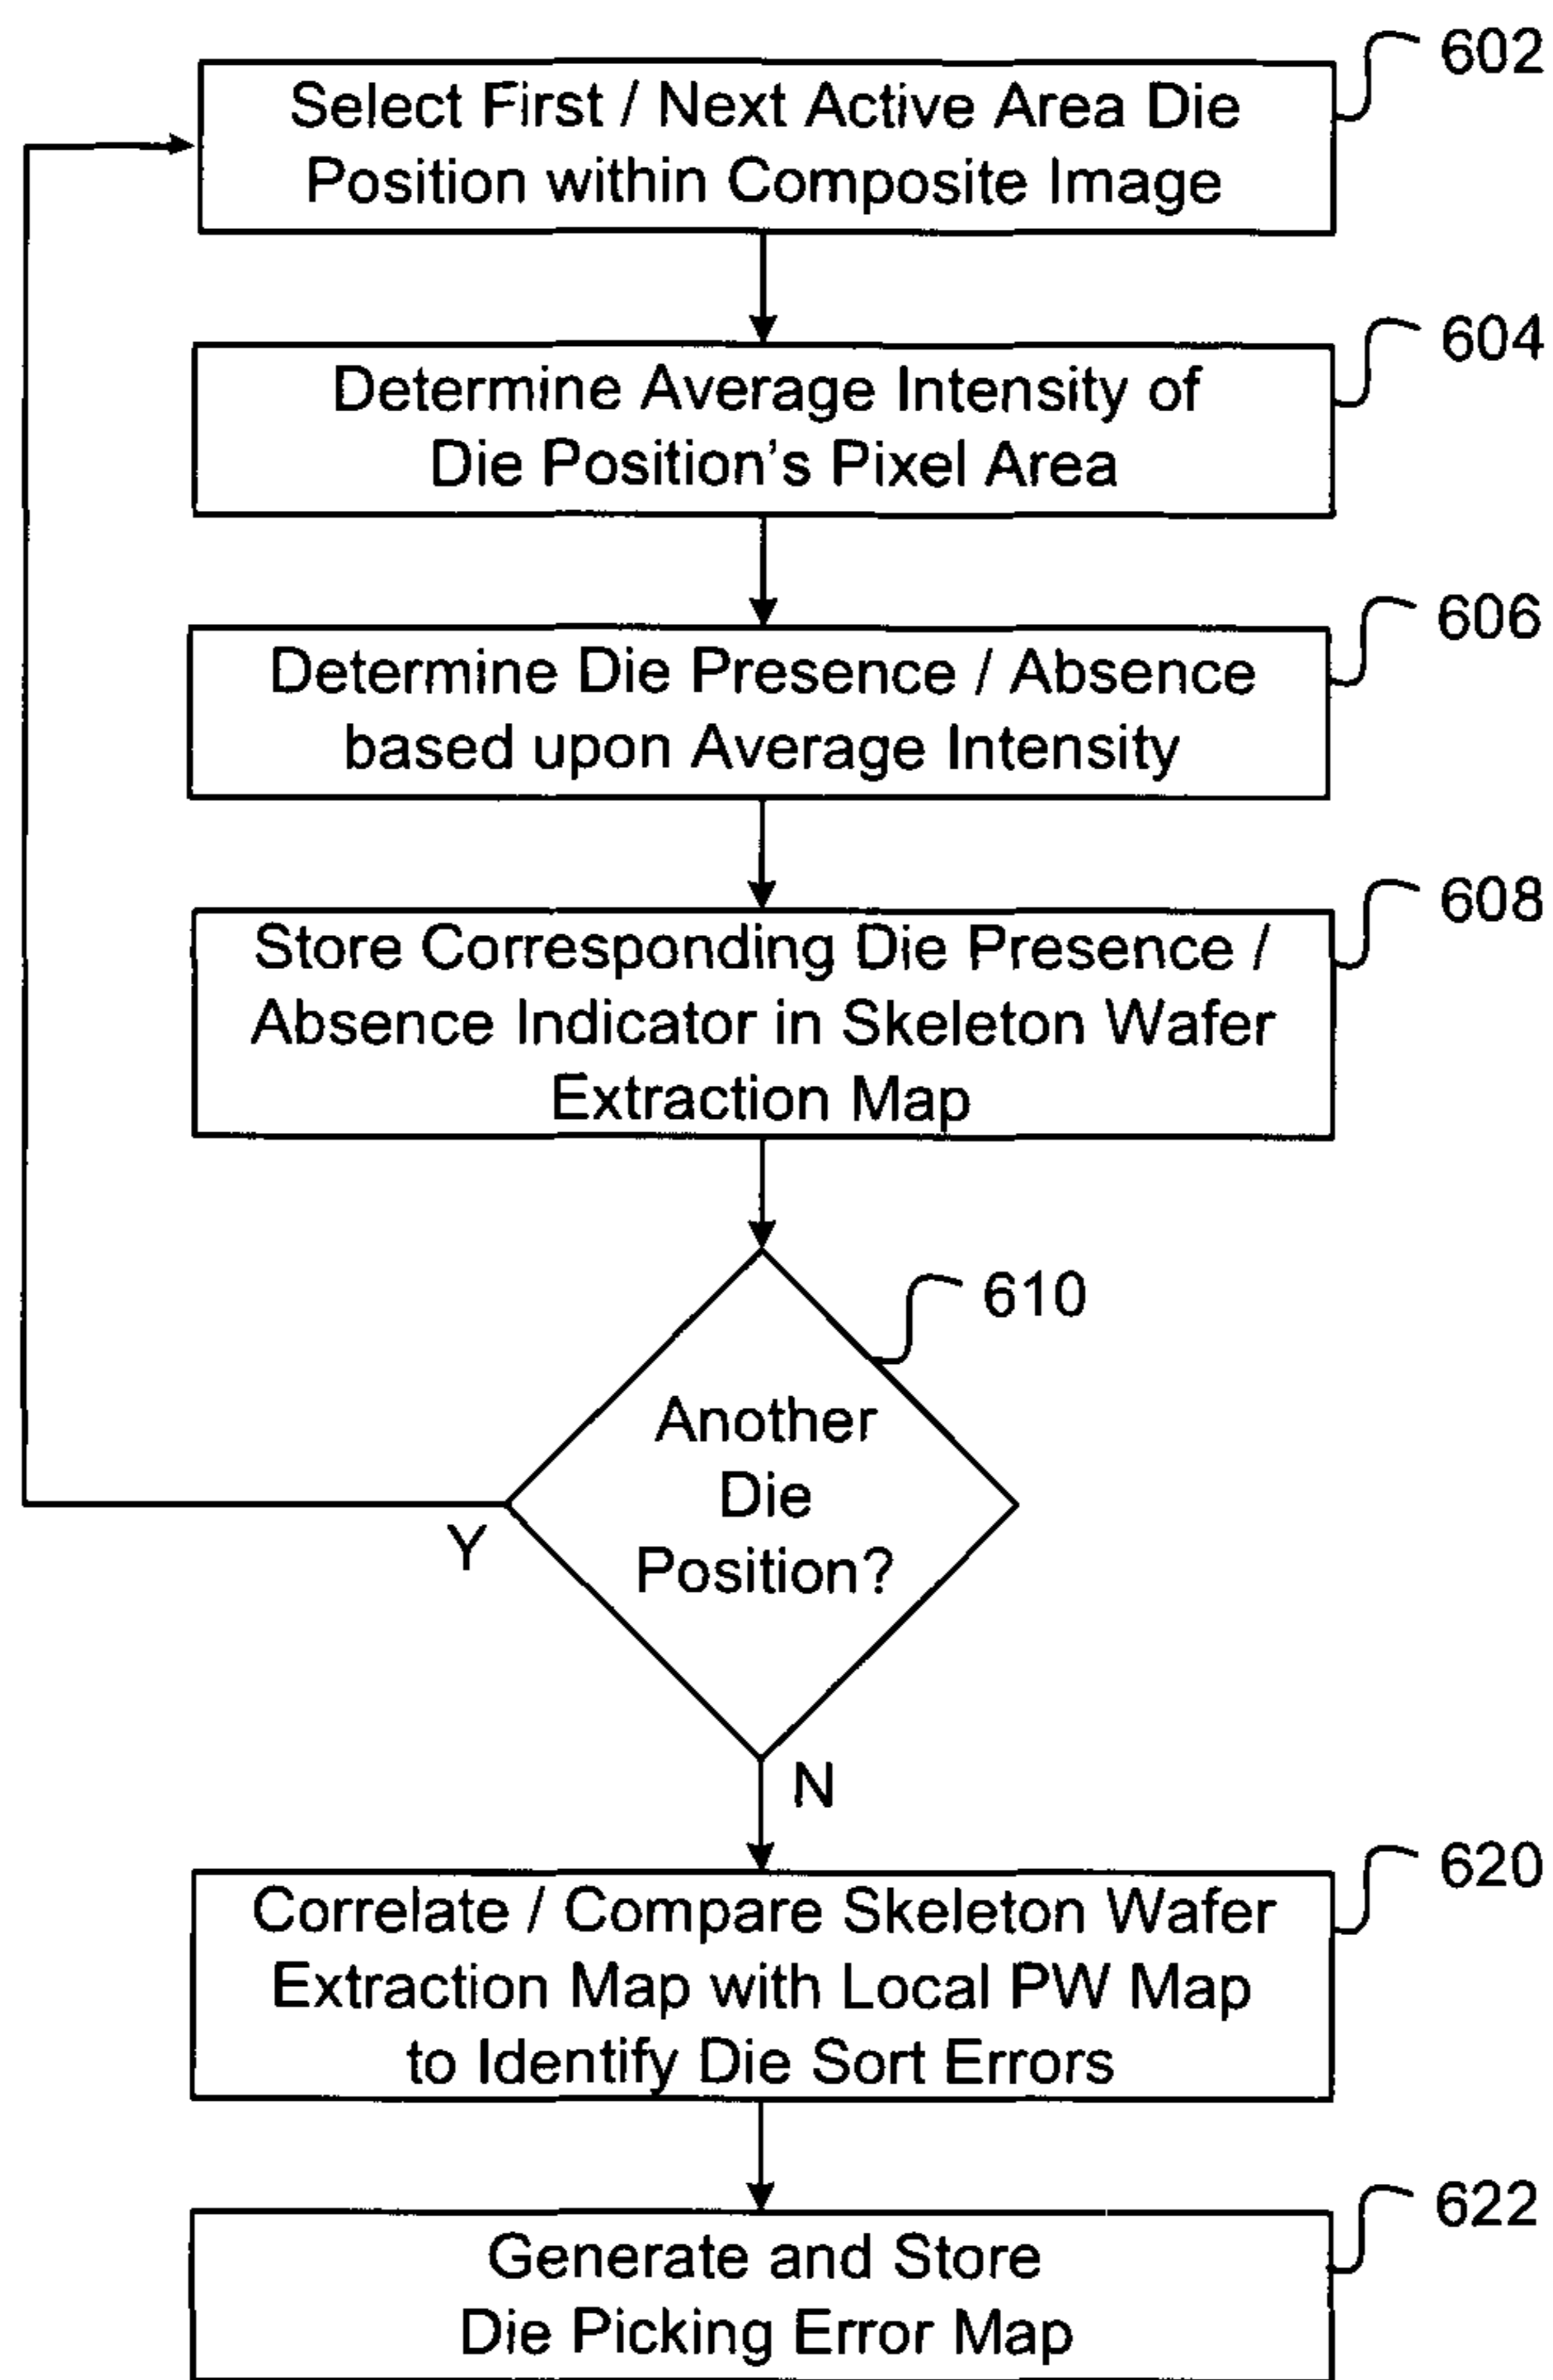 602
Select First / Next Active Area Die
Position within Composite Image
604
Determine Average Intensity of
Die Position's Pixel Area
606
Determine Die Presence / Absence
based upon Average Intensity
608
Store Corresponding Die Presence /
Absence Indicator in Skeleton Wafer
Extraction Map
610
Another
Die
Position?
Y
N
620
Correlate / Compare Skeleton Wafer
Extraction Map with Local PW Map
to Identify Die Sort Errors
622
Generate and Store
Die Picking Error Map